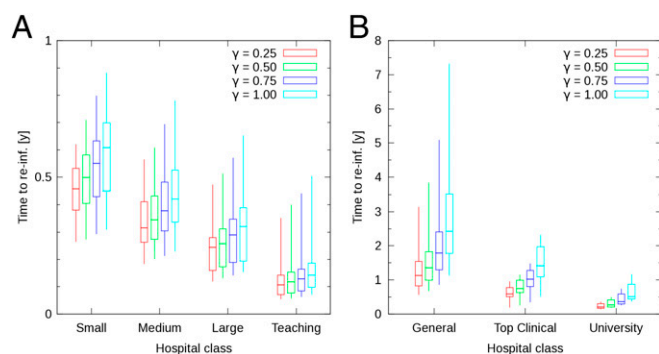 A
Time to re-inf. [y]
1
0.5
0
γ = 0.25
γ = 0.50
γ = 0.75
γ = 1.00
Small Medium Large Teaching
Hospital class
B
Time to re-inf. [y]
8
7
6
5
4
3
2
1
0
γ = 0.25
γ = 0.50
γ = 0.75
γ = 1.00
General Top Clinical University
Hospital class